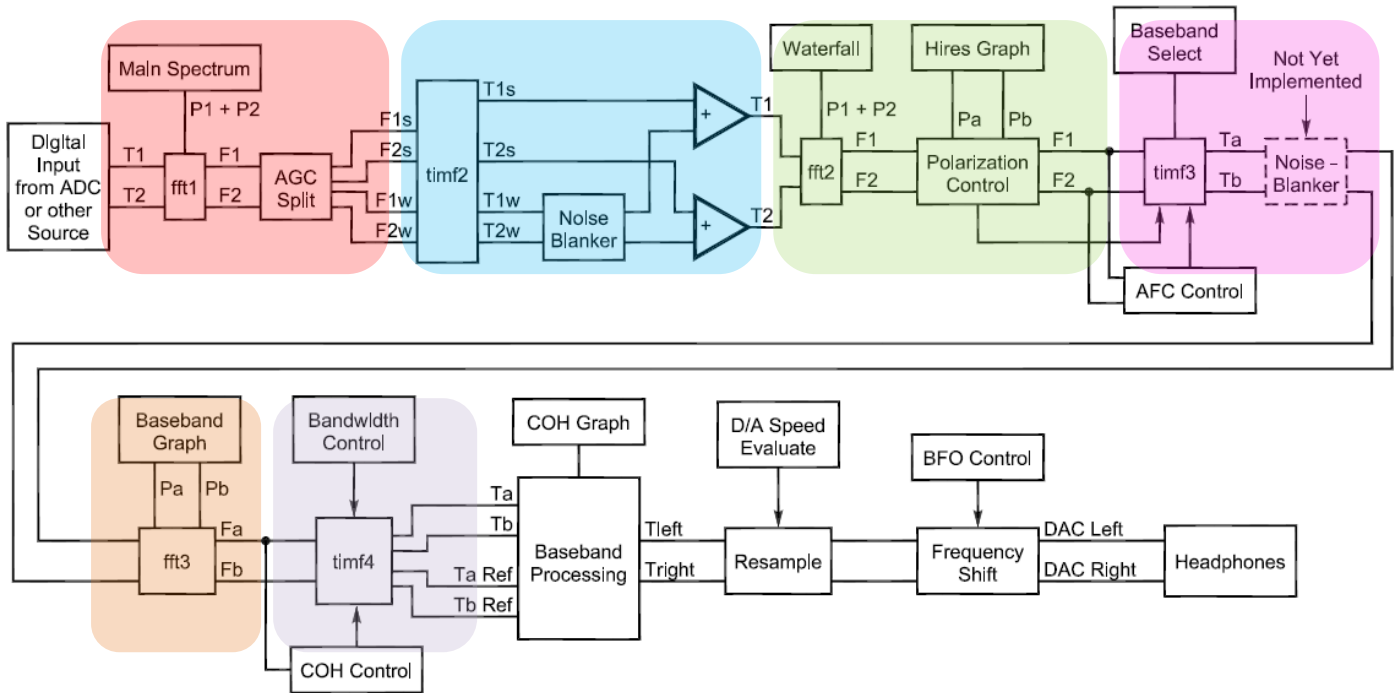 Main Spectrum
P1 + P2
Digital
Input
from ADC
or other
Source
T1
T2
fft1
F1
F2
AGC
Split
F1s
F2s
F1w
F2w
timf2
T1s
T2s
T1w
T2w
Noise
Blanker
+
+
T1
T2
Waterfall
P1 + P2
fft2
F1
F2
Hires Graph
Pa
Pb
Polarization
Control
F1
F2
Baseband
Select
timf3
AFC Control
Ta
Tb
Not Yet
Implemented
Noise –
Blanker
Baseband
Graph
Pa
Pb
fft3
Fa
Fb
Bandwidth
Control
timf4
COH Control
Ta
Tb
Ta Ref
Tb Ref
COH Graph
Baseband
Processing
Tleft
Tright
D/A Speed
Evaluate
Resample
BFO Control
Frequency
Shift
DAC Left
DAC Right
Headphones